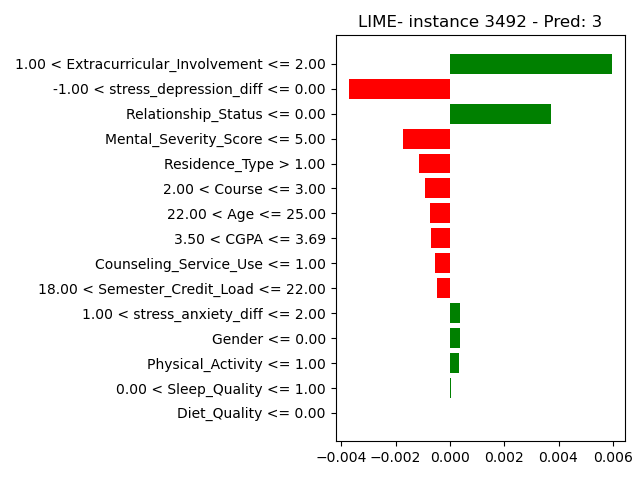 LIME- instance 3492 - Pred: 3
1.00 < Extracurricular_Involvement <= 2.00
-1.00 < stress_depression_diff <= 0.00
Relationship_Status <= 0.00
Mental_Severity_Score <= 5.00
Residence_Type > 1.00
2.00 < Course <= 3.00
22.00 < Age <= 25.00
3.50 < CGPA <= 3.69
Counseling_Service_Use <= 1.00
18.00 < Semester_Credit_Load <= 22.00
1.00 < stress_anxiety_diff <= 2.00
Gender <= 0.00
Physical_Activity <= 1.00
0.00 < Sleep_Quality <= 1.00
Diet_Quality <= 0.00
−0.004 −0.002 0.000 0.002 0.004 0.006